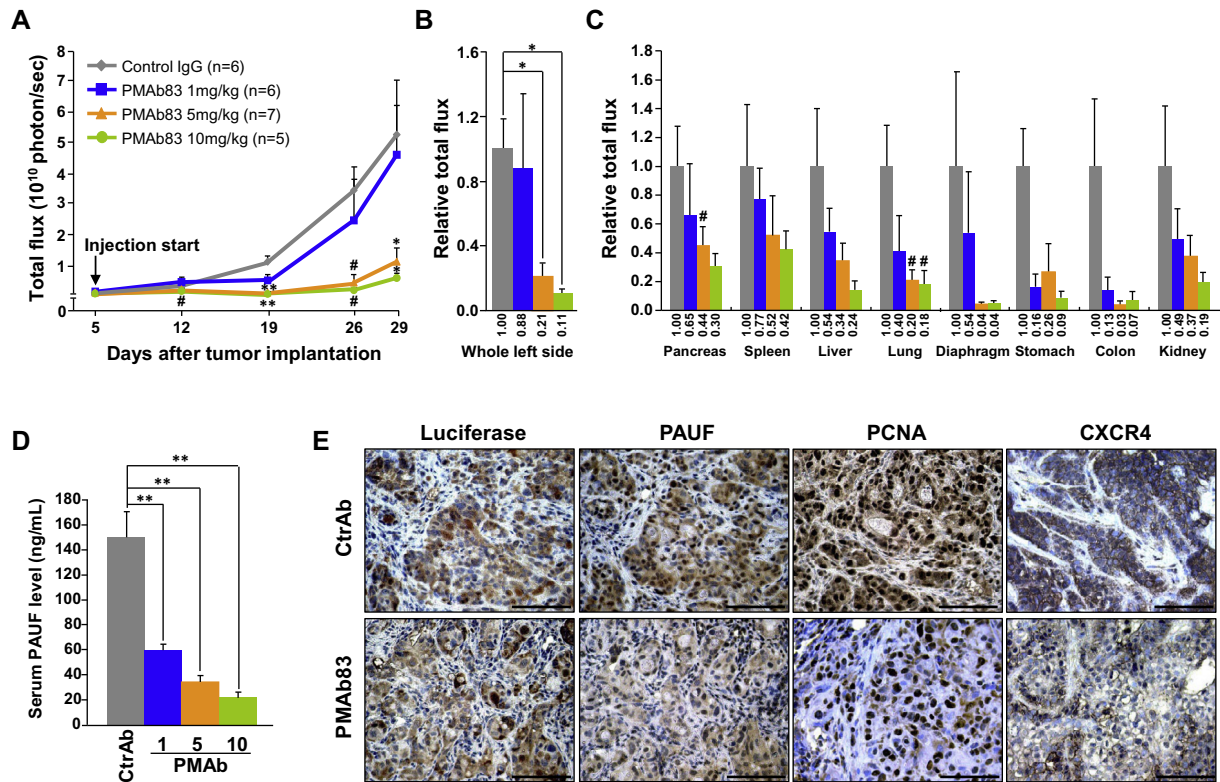 A
Total flux (10¹⁰ photon/sec)
8
7
6
5
4
3
2
1
0
Control IgG (n=6)
PMAb83 1mg/kg (n=6)
PMAb83 5mg/kg (n=7)
PMAb83 10mg/kg (n=5)
Injection start
#
**
**
#
#
*
*
5 12 19 26 29
Days after tumor implantation
B
Relative total flux
1.6
1.2
0.8
0.4
0.0
*
*
1.00 0.88 0.21 0.11
Whole left side
C
Relative total flux
1.8
1.6
1.4
1.2
1.0
0.8
0.6
0.4
0.2
0.0
#
# #
1.00 0.65 0.44 0.30 1.00 0.77 0.52 0.42 1.00 0.54 0.34 0.24 1.00 0.40 0.20 0.18 1.00 0.54 0.04 0.04 1.00 0.16 0.26 0.09 1.00 0.13 0.03 0.07 1.00 0.49 0.37 0.19
Pancreas Spleen Liver Lung Diaphragm Stomach Colon Kidney
D
Serum PAUF level (ng/mL)
180
160
140
120
100
80
60
40
20
0
**
**
**
CtrAb 1 5 10
PMAb
E
Luciferase PAUF PCNA CXCR4
CtrAb
PMAb83